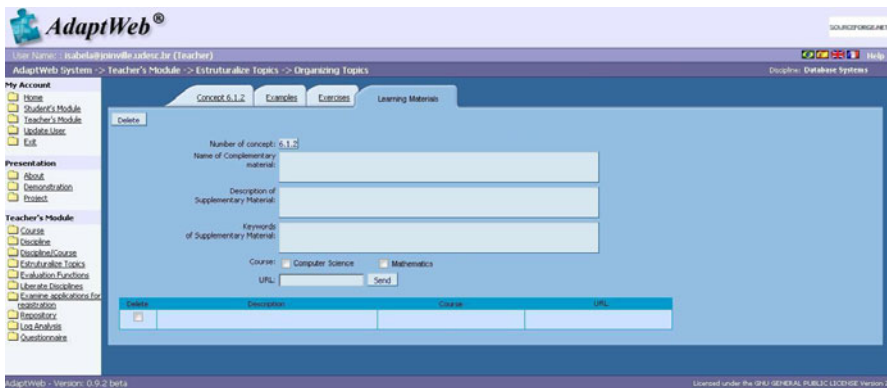 AdaptWeb®
SOURCEFORGE.NET
User Name: : isabela@joinville.udesc.br (Teacher)
Help
AdaptWeb System -> Teacher's Module -> Estruturalize Topics -> Organizing Topics
Discipline: Database Systems
My Account
Home
Student's Module
Teacher's Module
Update User
Exit
Presentation
About
Demonstration
Project
Teacher's Module
Course
Discipline
Discipline/Course
Estruturalize Topics
Evaluation Functions
Liberate Disciplines
Examine applications for
registration
Repository
Log Analysis
Questionnaire
Concept 6.1.2
Examples
Exercises
Learning Materials
Delete
Number of concept: 6.1.2
Name of Complementary
material:
Description of
Supplementary Material:
Keywords
of Supplementary Material:
Course: Computer Science Mathematics
URL: Send
Delete Description Course URL
AdaptWeb - Version: 0.9.2 beta
Licensed under the GNU GENERAL PUBLIC LICENSE Version 2